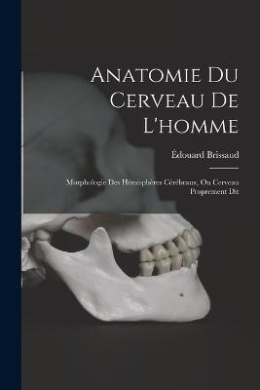 Anatomie Du
Cerveau De
L'homme
Édouard Brissaud
Morphologie Des Hémisphères Cérébraux, Ou Cerveau
Proprement Dit